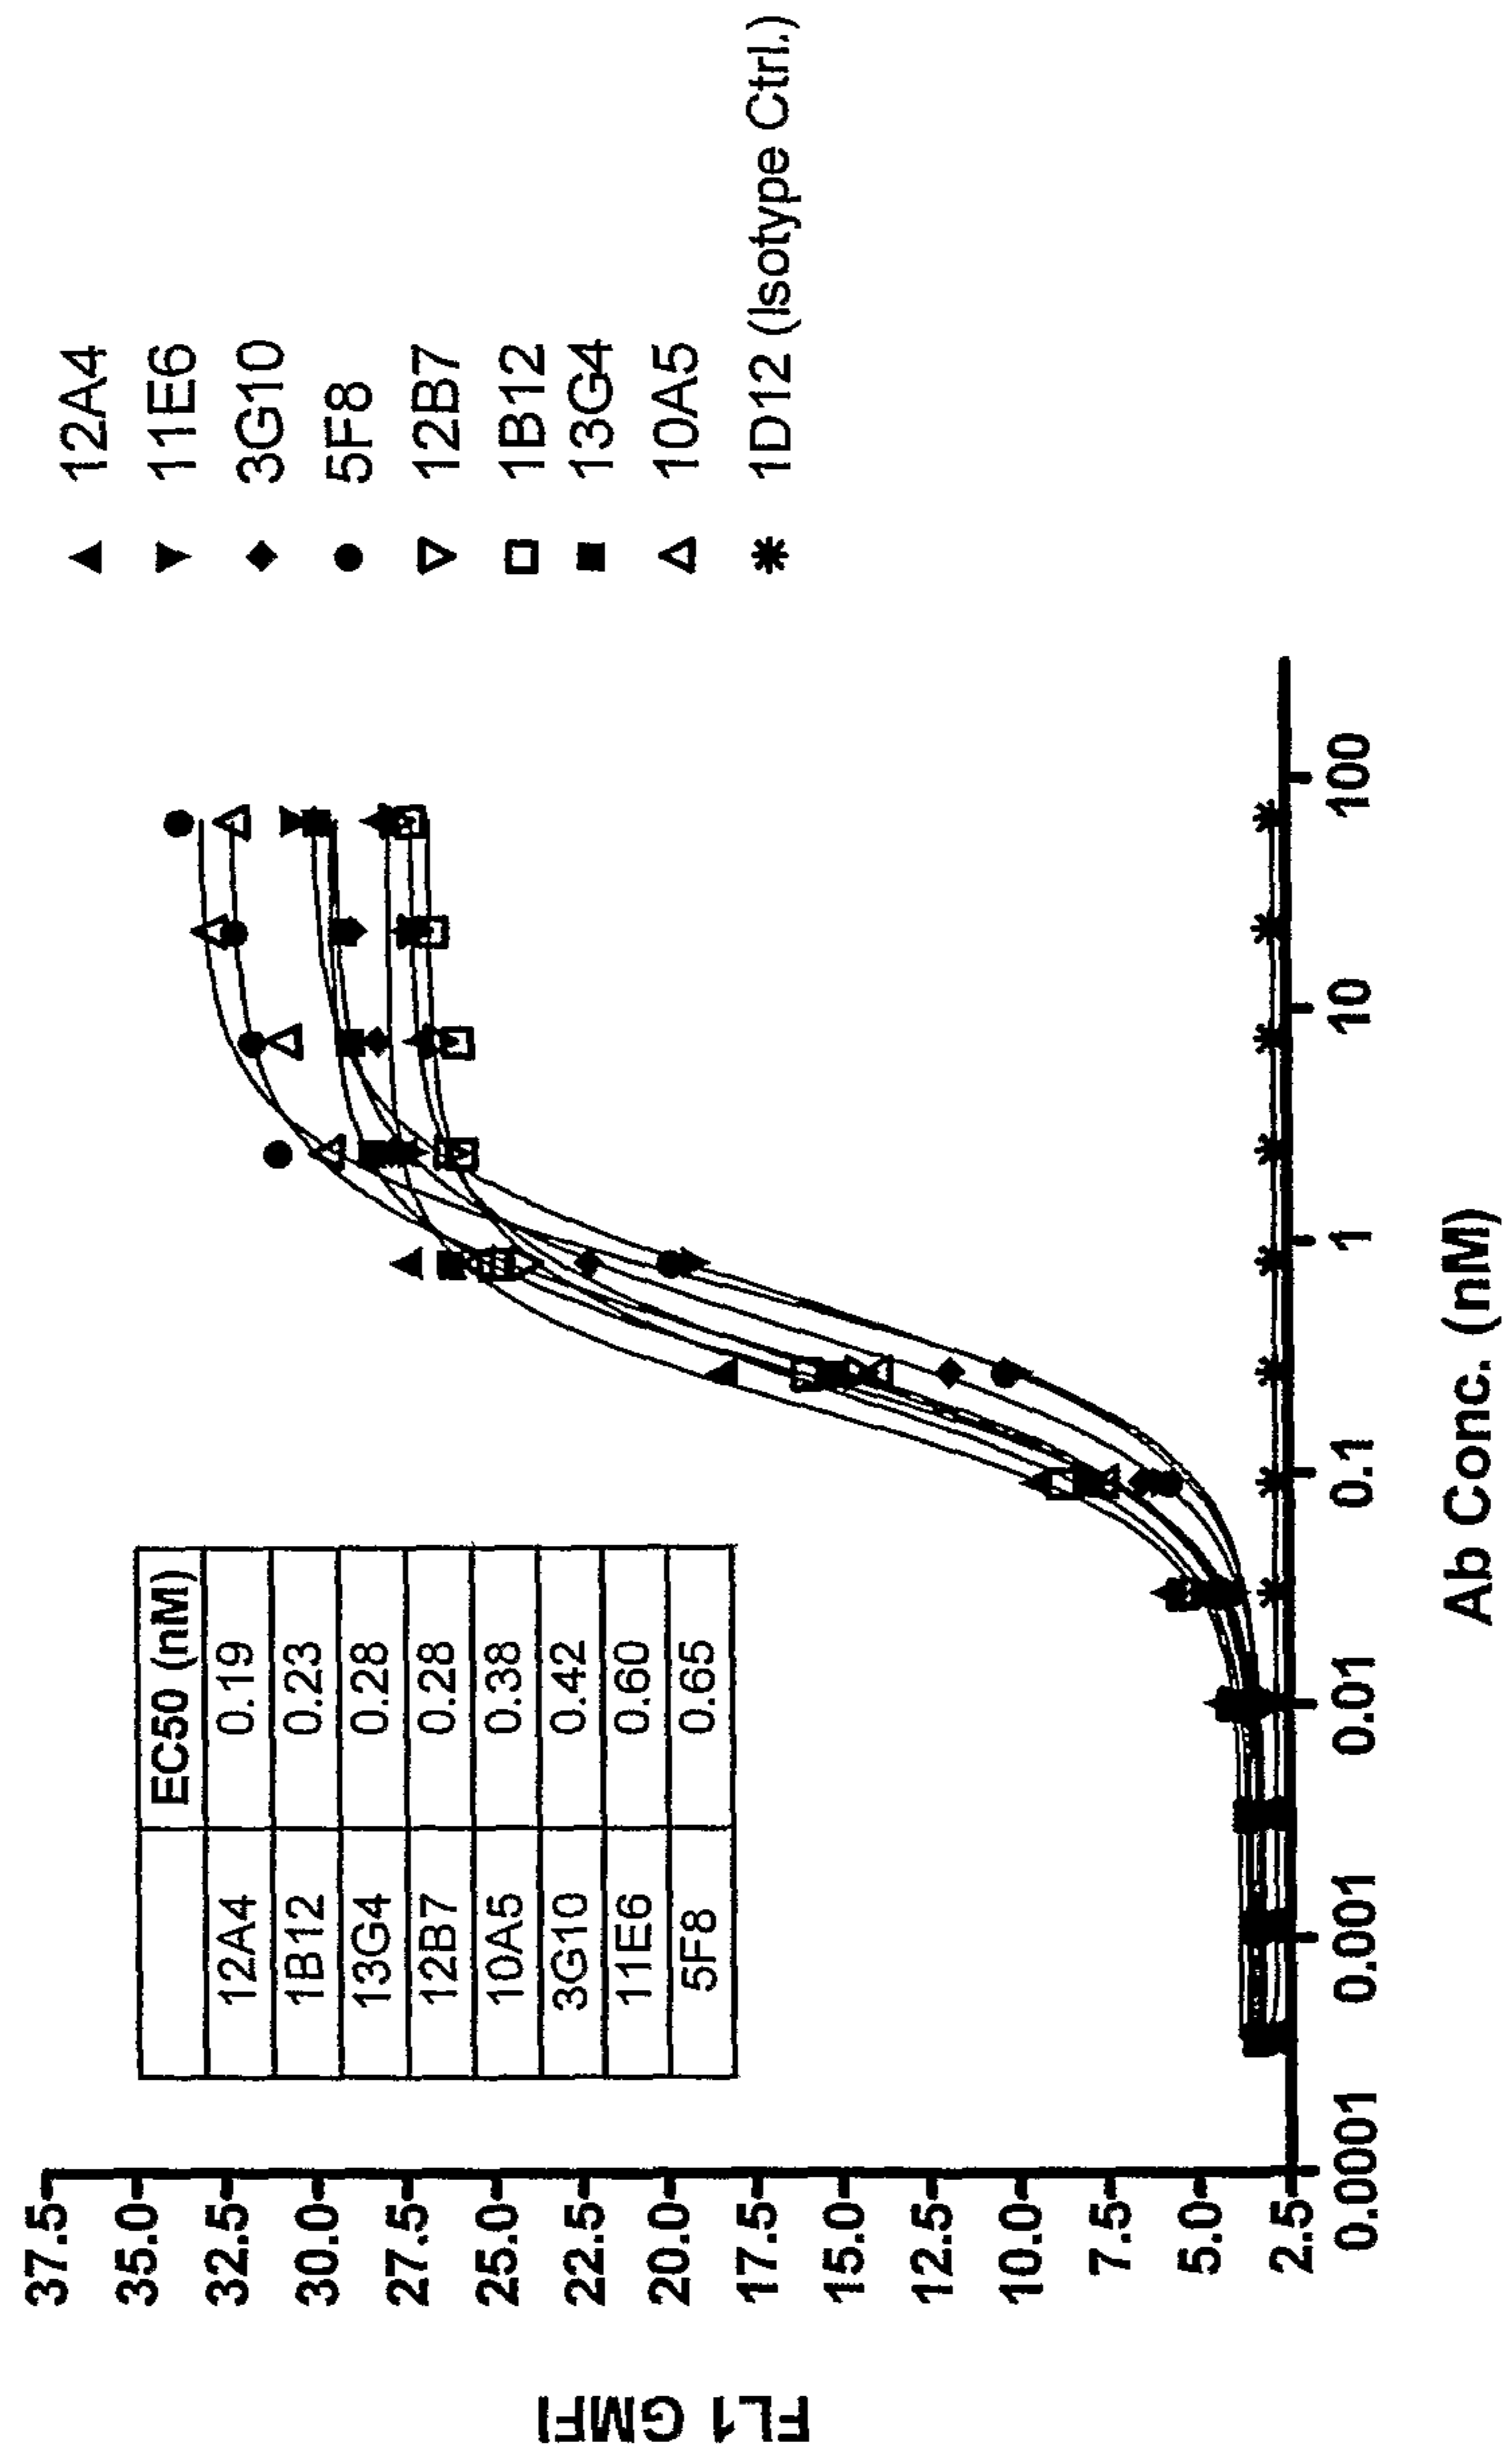 FL1 GMFI
37.5
35.0
32.5
30.0
27.5
25.0
22.5
20.0
17.5
15.0
12.5
10.0
7.5
5.0
2.5
EC50 (nM)
12A4 0.19
1B12 0.23
13G4 0.28
12B7 0.28
10A5 0.38
3G10 0.42
11E6 0.60
5F8 0.65
0.0001 0.001 0.01 0.1 1 10 100
Ab Conc. (nM)
12A4
11E6
3G10
5F8
12B7
1B12
13G4
10A5
1D12 (Isotype Ctrl.)